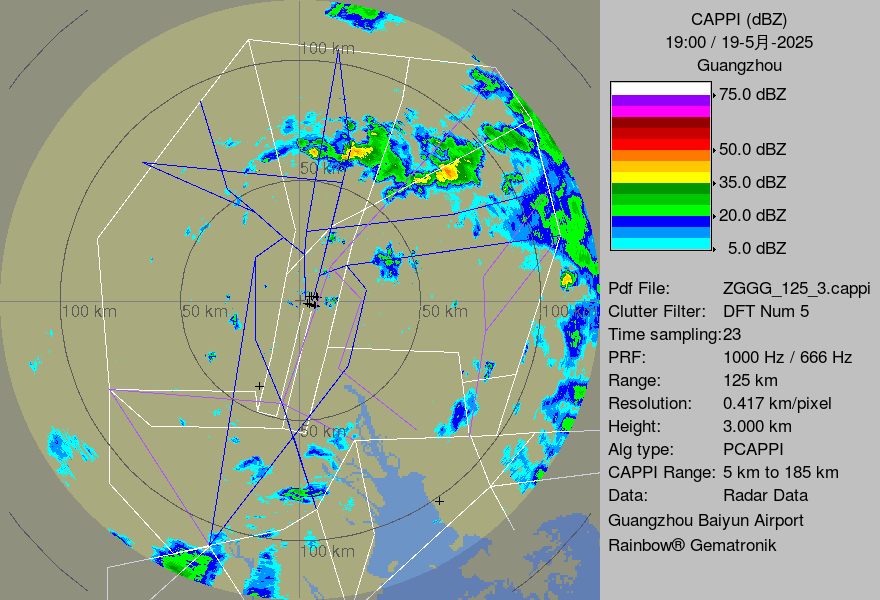 100 km
50 km
100 km
50 km
50 km
100 km
50 km
100 km
CAPPI (dBZ)
19:00 / 19-5月-2025
Guangzhou
75.0 dBZ
50.0 dBZ
35.0 dBZ
20.0 dBZ
5.0 dBZ
Pdf File: ZGGG_125_3.cappi
Clutter Filter: DFT Num 5
Time sampling:23
PRF: 1000 Hz / 666 Hz
Range: 125 km
Resolution: 0.417 km/pixel
Height: 3.000 km
Alg type: PCAPPI
CAPPI Range: 5 km to 185 km
Data: Radar Data
Guangzhou Baiyun Airport
Rainbow® Gematronik